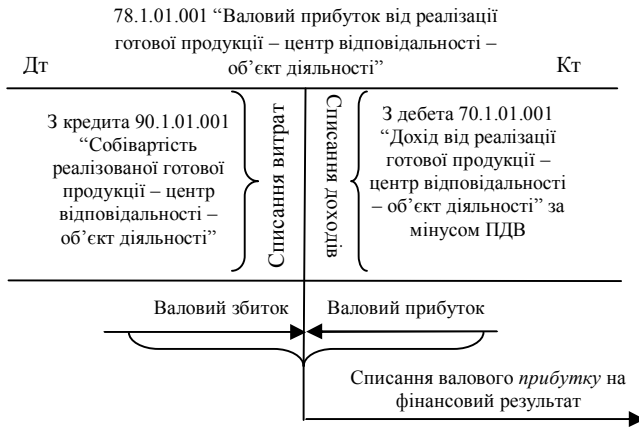 78.1.01.001 “Валовий прибуток від реалізації
готової продукції – центр відповідальності –
об’єкт діяльності”
Дт
Кт
З кредита 90.1.01.001
“Собівартість
реалізованої готової
продукції – центр
відповідальності –
об’єкт діяльності”
Списання витрат
Списання доходів
З дебета 70.1.01.001
“Дохід від реалізації
готової продукції –
центр відповідальності
– об’єкт діяльності” за
мінусом ПДВ
Валовий збиток
Валовий прибуток
Списання валового прибутку на
фінансовий результат